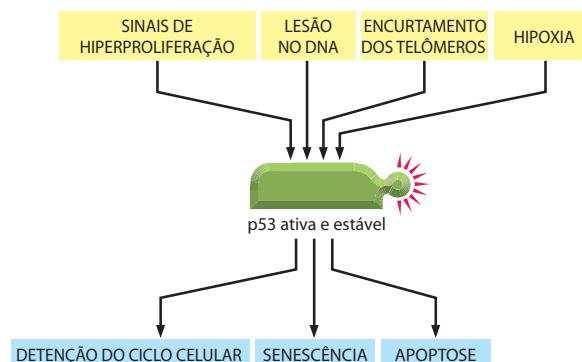 SINAIS DE
HIPERPROLIFERAÇÃO
LESÃO
NO DNA
ENCURTAMENTO
DOS TELÔMEROS
HIPOXIA
p53 ativa e estável
DETENÇÃO DO CICLO CELULAR
SENESCÊNCIA
APOPTOSE